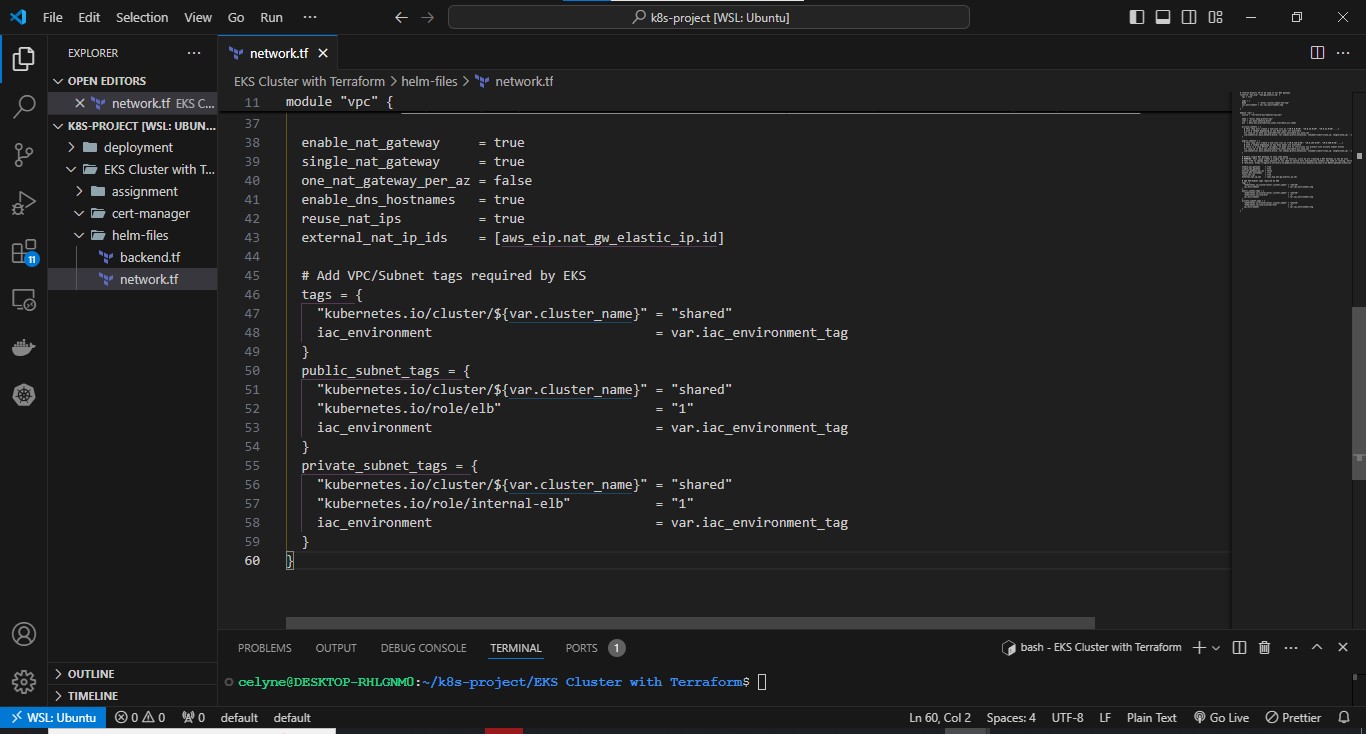 File Edit Selection View Go Run ···
k8s-project [WSL: Ubuntu]
EXPLORER ···
OPEN EDITORS
network.tf EKS C...
K8S-PROJECT [WSL: UBUN...
deployment
EKS Cluster with T...
assignment
cert-manager
helm-files
backend.tf
network.tf
OUTLINE
TIMELINE
11
network.tf
EKS Cluster with Terraform > helm-files > network.tf
11 module "vpc" {
37
38 enable_nat_gateway = true
39 single_nat_gateway = true
40 one_nat_gateway_per_az = false
41 enable_dns_hostnames = true
42 reuse_nat_ips = true
43 external_nat_ip_ids = [aws_eip.nat_gw_elastic_ip.id]
44
45 # Add VPC/Subnet tags required by EKS
46 tags = {
47 "kubernetes.io/cluster/${var.cluster_name}" = "shared"
48 iac_environment = var.iac_environment_tag
49 }
50 public_subnet_tags = {
51 "kubernetes.io/cluster/${var.cluster_name}" = "shared"
52 "kubernetes.io/role/elb" = "1"
53 iac_environment = var.iac_environment_tag
54 }
55 private_subnet_tags = {
56 "kubernetes.io/cluster/${var.cluster_name}" = "shared"
57 "kubernetes.io/role/internal-elb" = "1"
58 iac_environment = var.iac_environment_tag
59 }
60 }
PROBLEMS OUTPUT DEBUG CONSOLE TERMINAL PORTS 1
bash - EKS Cluster with Terraform
celyne@DESKTOP-RHLGNM0:~/k8s-project/EKS Cluster with Terraform$
WSL: Ubuntu 0 0 0 default default
Ln 60, Col 2 Spaces: 4 UTF-8 LF Plain Text Go Live Prettier